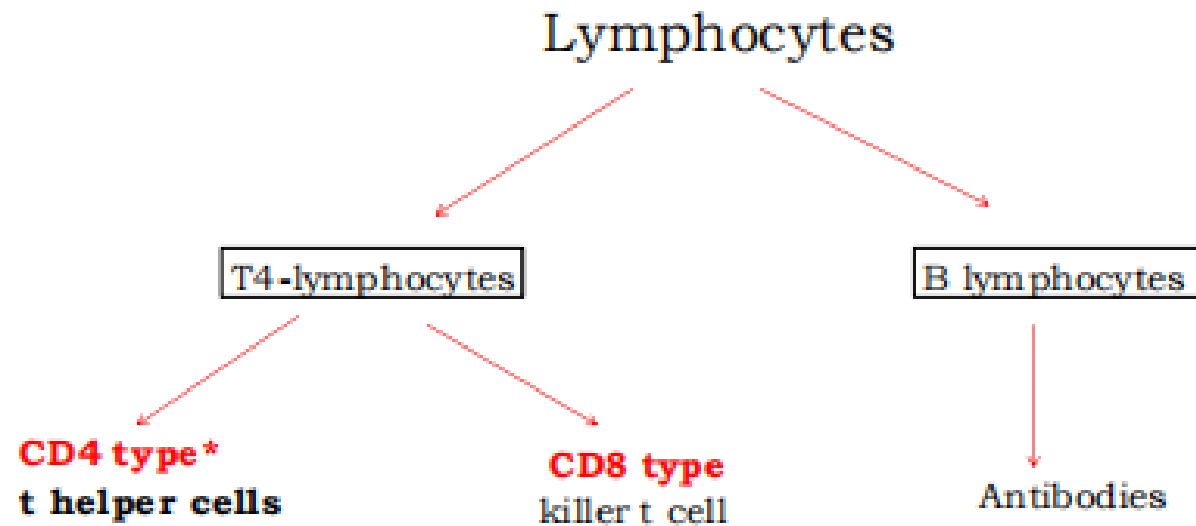 Lymphocytes
T4-lymphocytes
B lymphocytes
CD4 type*
t helper cells
CD8 type
killer t cell
Antibodies